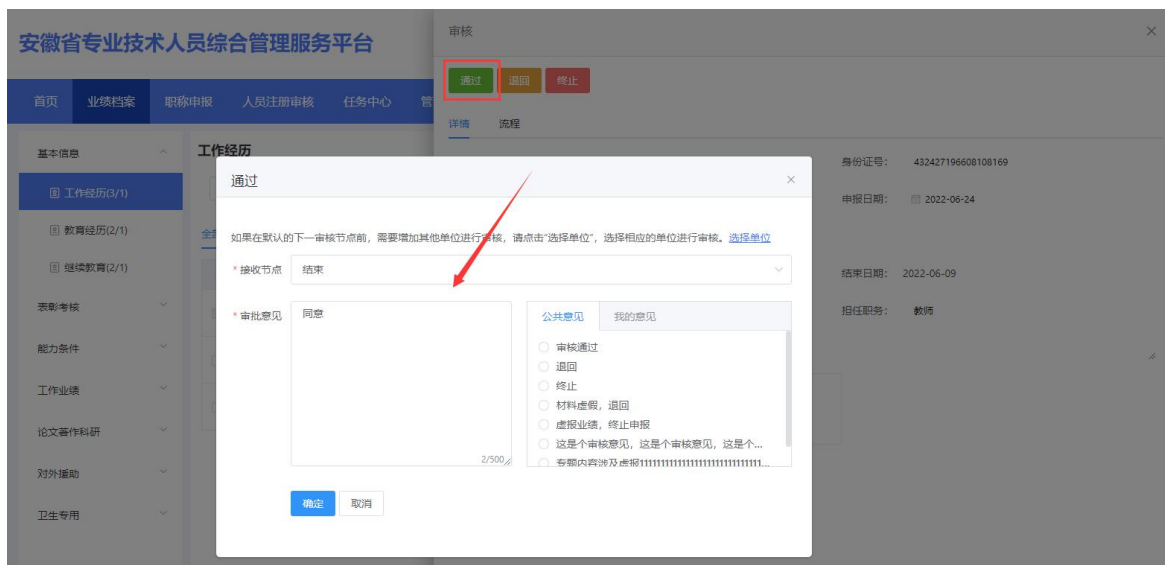 安徽省专业技术人员综合管理服务平台
审核
通过 退回 终止
首页 业绩档案 职称申报 人员注册审核 任务中心 管
详情 流程
基本信息
工作经历(3/1)
教育经历(2/1)
继续教育(2/1)
表彰考核
能力条件
工作业绩
论文著作科研
对外援助
卫生专用
工作经历
身份证号: 432427196608108169
申报日期: 2022-06-24
结束日期: 2022-06-09
担任职务: 教师
通过
如果在默认的下一审核节点前，需要增加其他单位进行审核，请点击“选择单位”，选择相应的单位进行审核。选择单位
* 接收节点 结束
* 审批意见 同意
2/500
公共意见 我的意见
审核通过
退回
终止
材料虚假，退回
虚报业绩，终止申报
这是个审核意见，这是个审核意见，这是个...
确定 取消